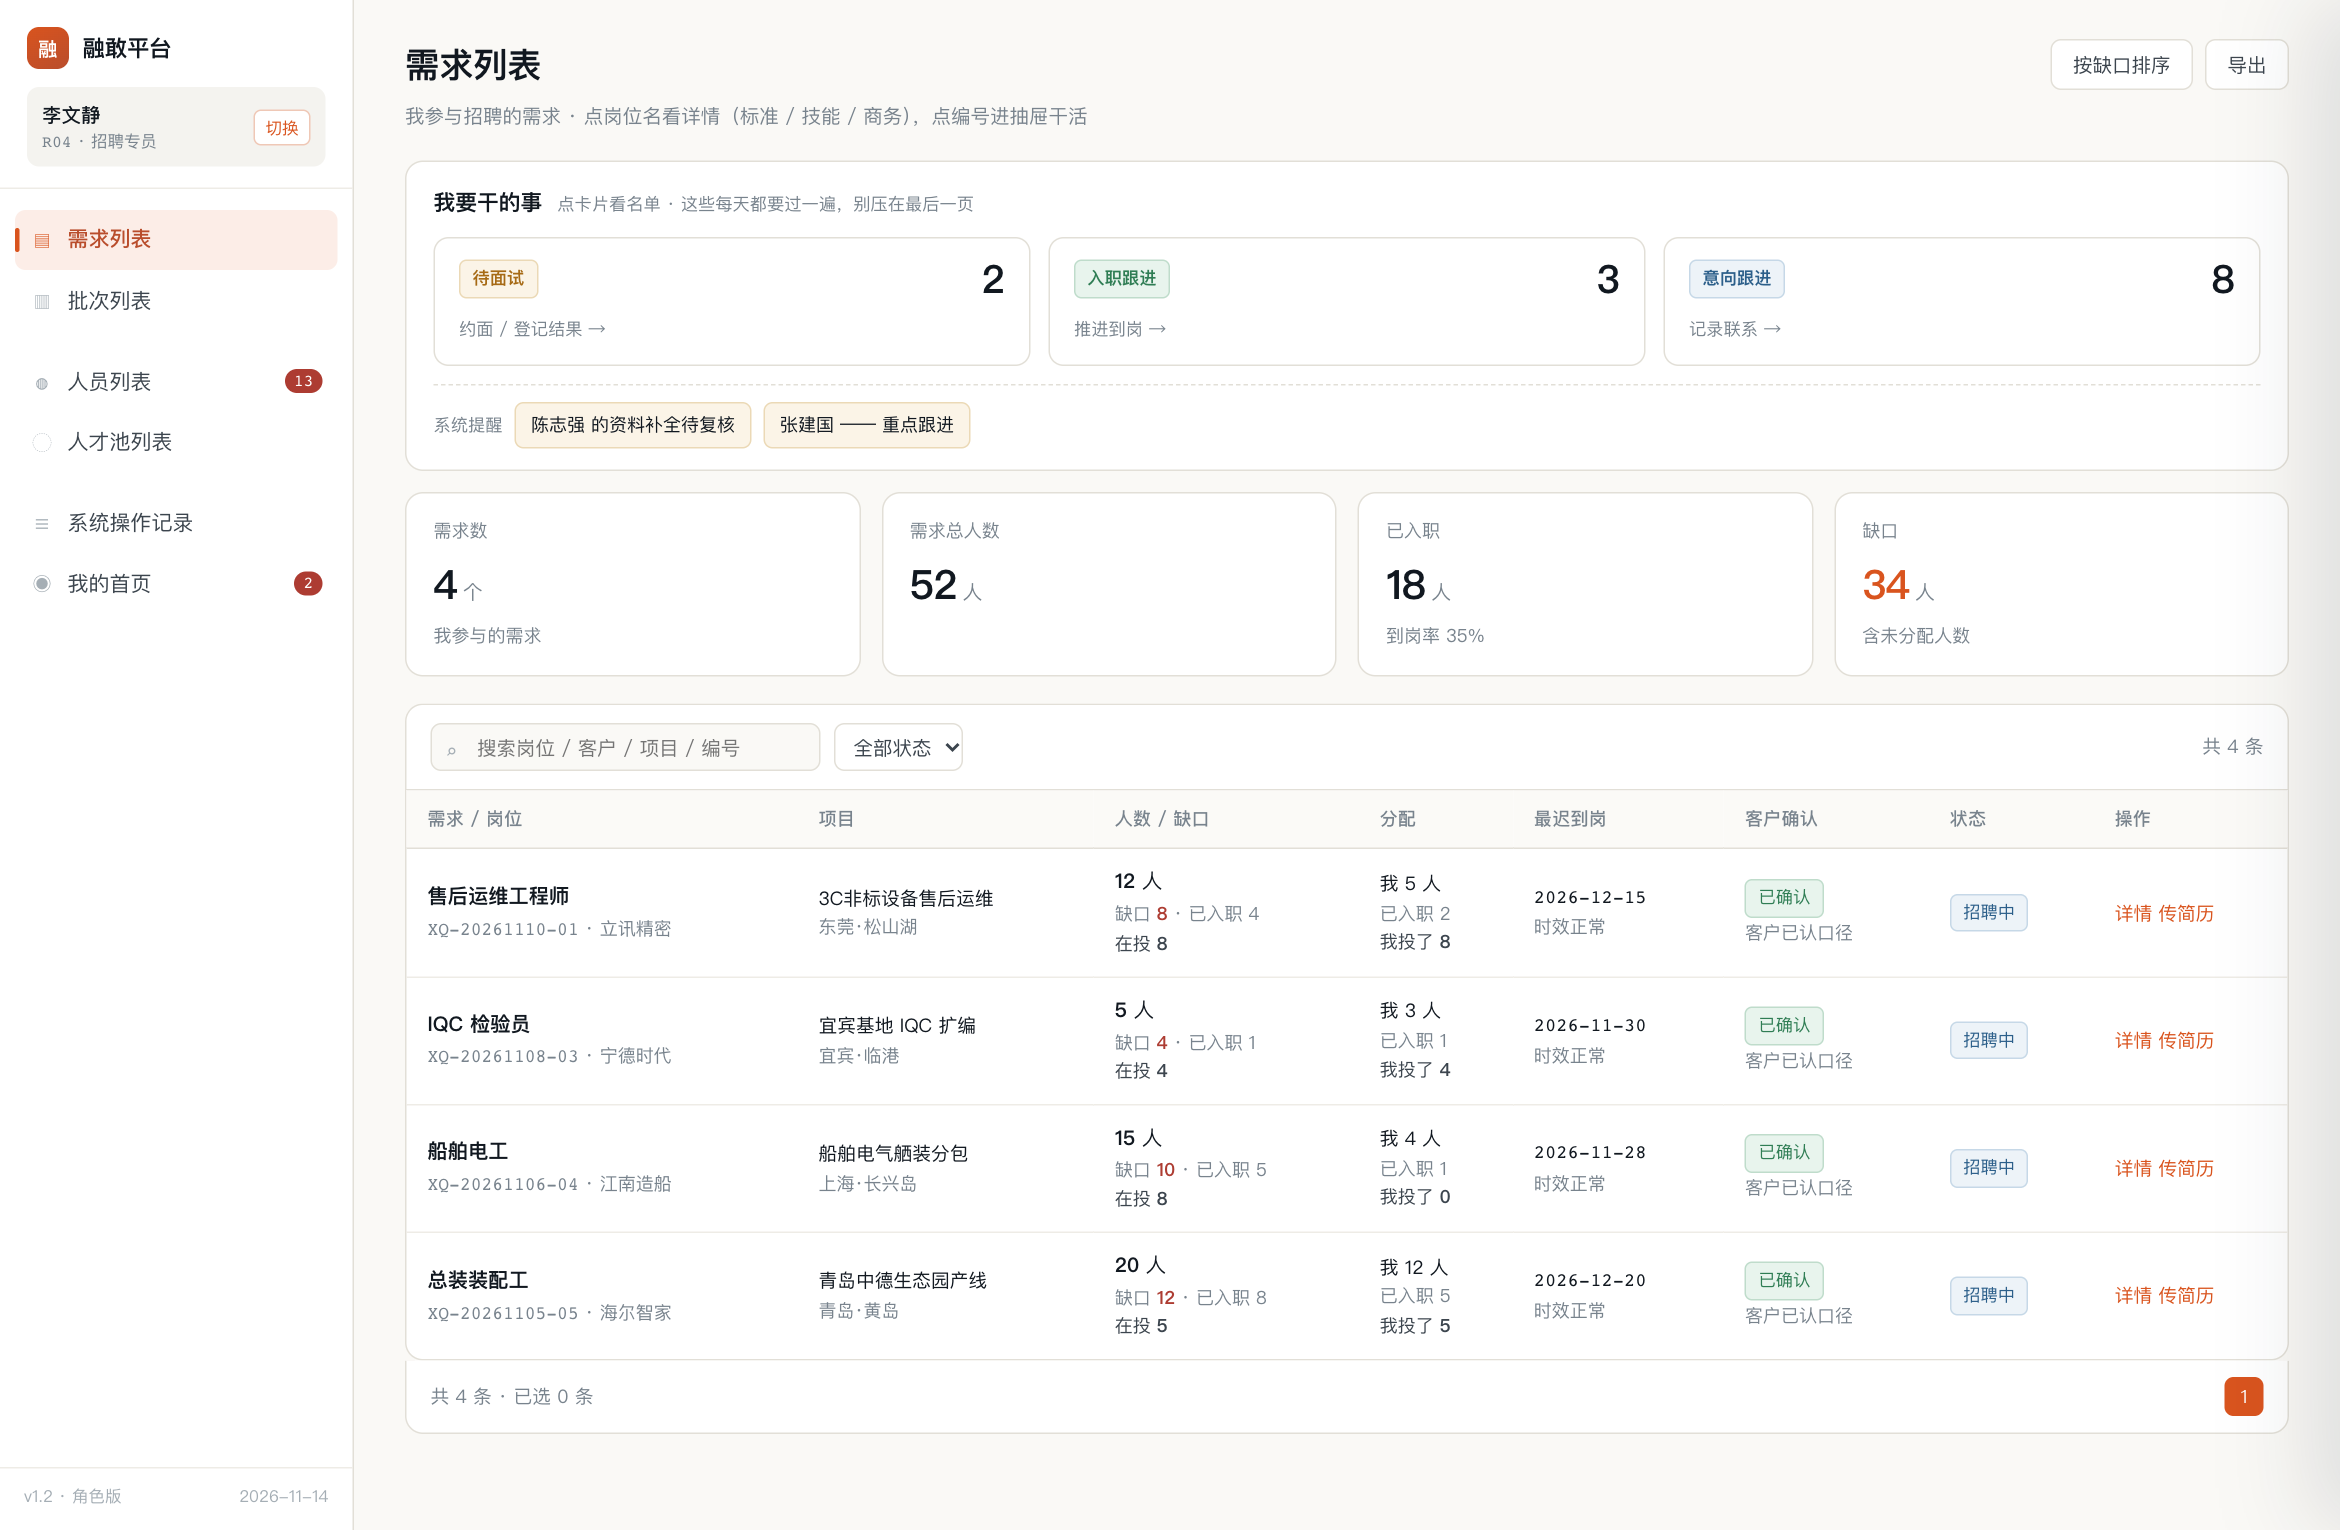 融 融敢平台
李文静
R04 · 招聘专员
切换
需求列表
批次列表
人员列表 13
人才池列表
系统操作记录
我的首页 2
v1.2 · 角色版 2026-11-14
需求列表
我参与招聘的需求 · 点岗位名看详情（标准 / 技能 / 商务），点编号进抽屉干活
按缺口排序 导出
我要干的事 点卡片看名单 · 这些每天都要过一遍，别压在最后一页
待面试 2
约面 / 登记结果 →
入职跟进 3
推进到岗 →
意向跟进 8
记录联系 →
系统提醒 陈志强 的资料补全待复核 张建国 —— 重点跟进
需求数
4 个
我参与的需求
需求总人数
52 人
已入职
18 人
到岗率 35%
缺口
34 人
含未分配人数
搜索岗位 / 客户 / 项目 / 编号 全部状态 共 4 条
需求 / 岗位 项目 人数 / 缺口 分配 最迟到岗 客户确认 状态 操作
售后运维工程师
XQ-20261110-01 · 立讯精密
3C非标设备售后运维
东莞·松山湖
12 人
缺口 8 · 已入职 4
在投 8
我 5 人
已入职 2
我投了 8
2026-12-15
时效正常
已确认
客户已认口径
招聘中
详情 传简历
IQC 检验员
XQ-20261108-03 · 宁德时代
宜宾基地 IQC 扩编
宜宾·临港
5 人
缺口 4 · 已入职 1
在投 4
我 3 人
已入职 1
我投了 4
2026-11-30
时效正常
已确认
客户已认口径
招聘中
详情 传简历
船舶电工
XQ-20261106-04 · 江南造船
船舶电气舾装分包
上海·长兴岛
15 人
缺口 10 · 已入职 5
在投 8
我 4 人
已入职 1
我投了 0
2026-11-28
时效正常
已确认
客户已认口径
招聘中
详情 传简历
总装装配工
XQ-20261105-05 · 海尔智家
青岛中德生态园产线
青岛·黄岛
20 人
缺口 12 · 已入职 8
在投 5
我 12 人
已入职 5
我投了 5
2026-12-20
时效正常
已确认
客户已认口径
招聘中
详情 传简历
共 4 条 · 已选 0 条 1